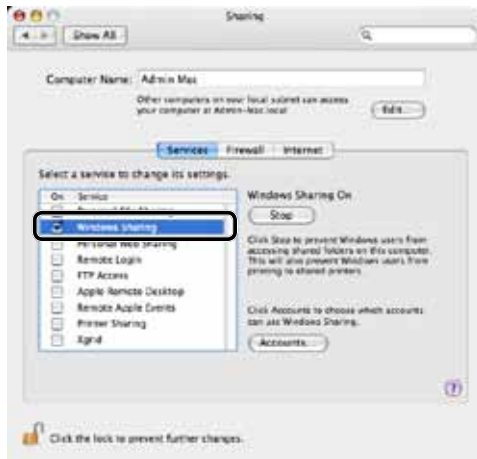 Sharing
Show All
Computer Name: Admin Mac
Other computers on your local subnet can access
your computer at Admin-Mac.local
Edit...
Services Firewall Internet
Select a service to change its settings.
On Service
Personal File Sharing
Windows Sharing
Personal Web Sharing
Remote Login
FTP Access
Apple Remote Desktop
Remote Apple Events
Printer Sharing
Xgrid
Windows Sharing On
Stop
Click Stop to prevent Windows users from
accessing shared folders on this computer.
This will also prevent Windows users from
printing to shared printers.
Click Accounts to choose which accounts
can use Windows Sharing.
Accounts...
?
Click the lock to prevent further changes.